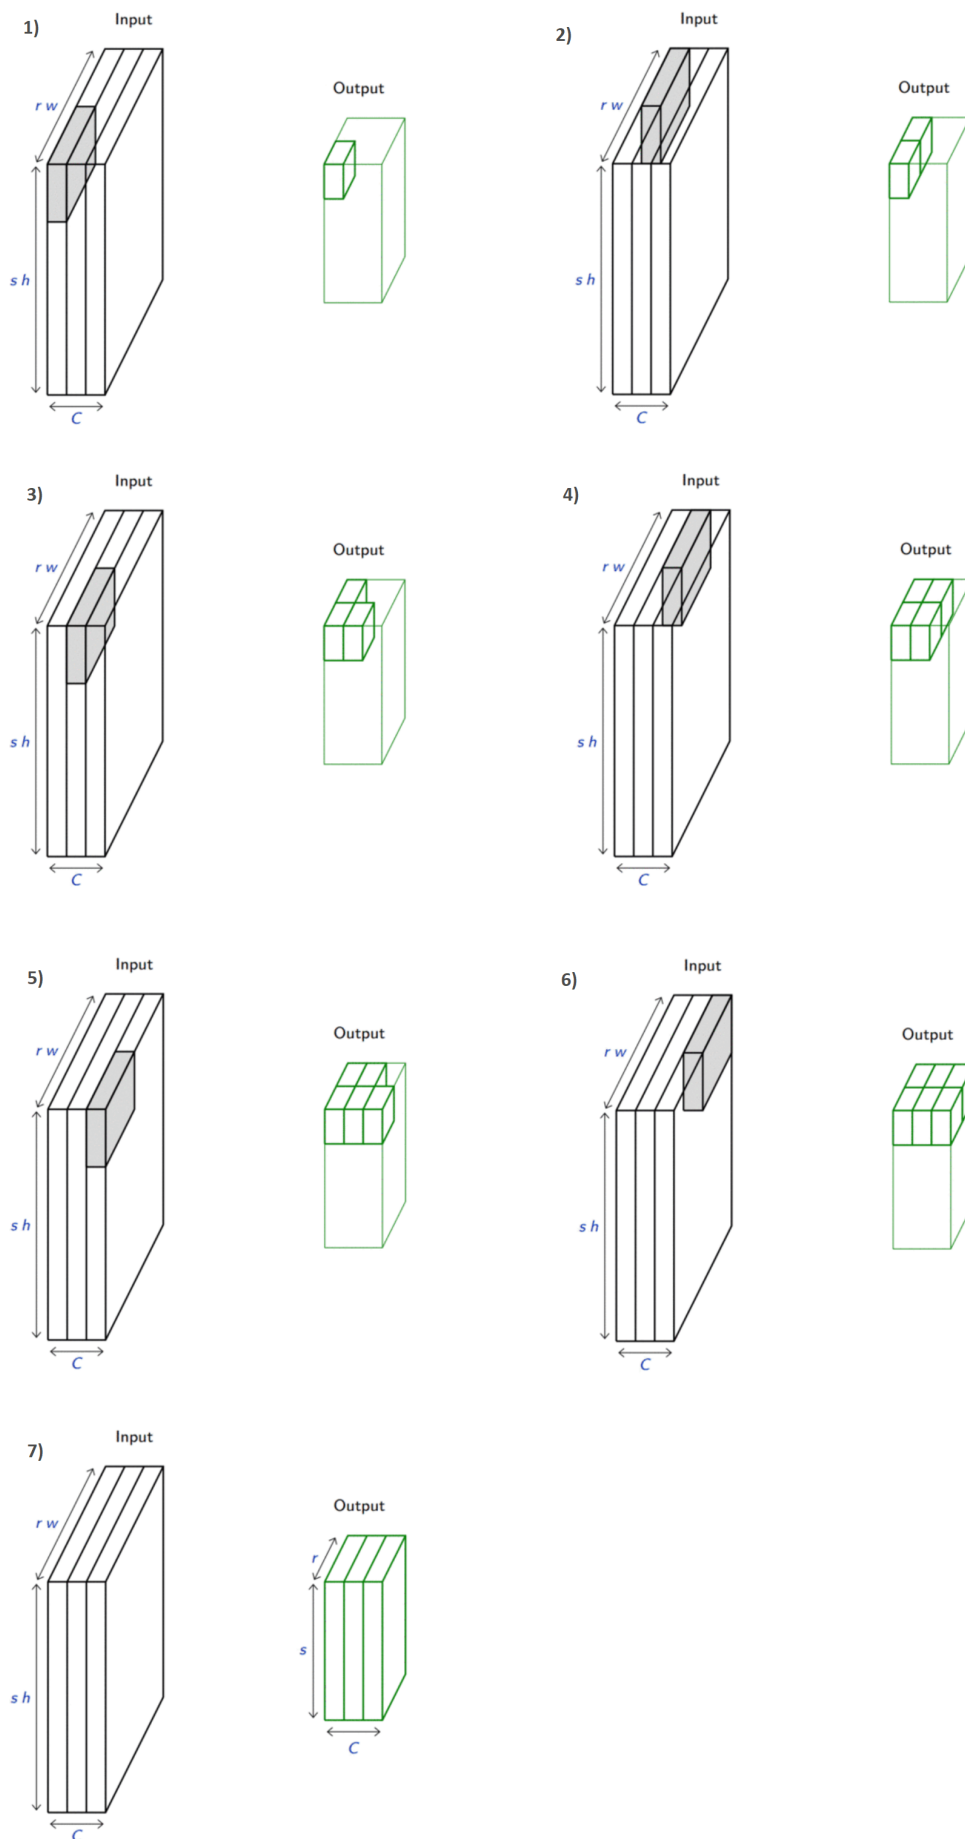 1)
Input
r w
s h
C
Output
2)
Input
r w
s h
C
Output
3)
Input
r w
s h
C
Output
4)
Input
r w
s h
C
Output
5)
Input
r w
s h
C
Output
6)
Input
r w
s h
C
Output
7)
Input
r w
s h
C
Output
r
s
C